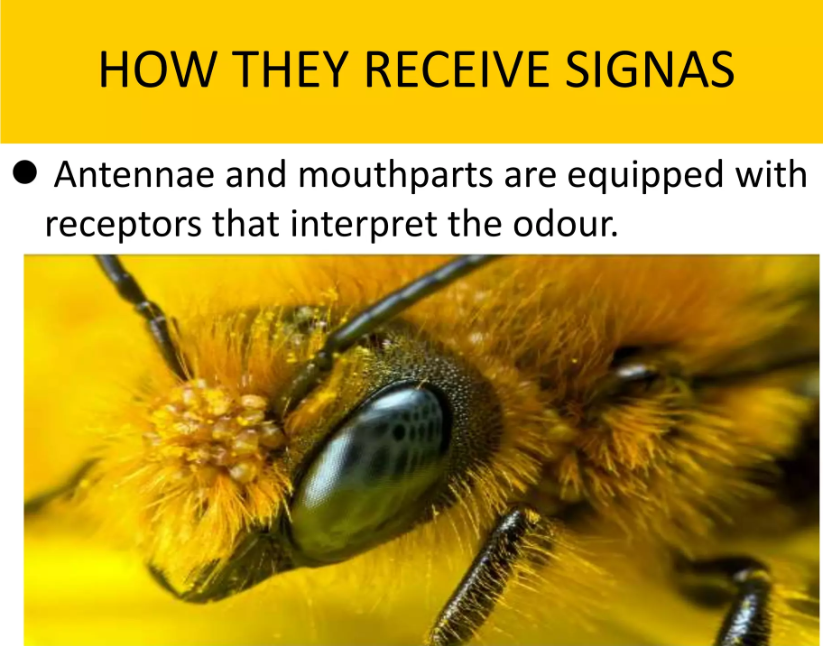 HOW THEY RECEIVE SIGNAS
● Antennae and mouthparts are equipped with
receptors that interpret the odour.